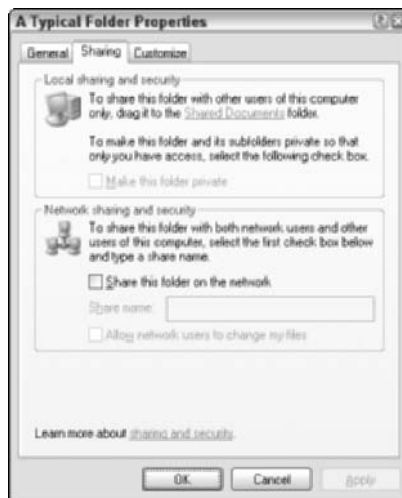 A Typical Folder Properties
General Sharing Customize
Local sharing and security
To share this folder with other users of this computer
only, drag it to the Shared Documents folder.
To make this folder and its subfolders private so that
only you have access, select the following check box.
Make this folder private
Network sharing and security
To share this folder with both network users and other
users of this computer, select the first check box below
and type a share name.
Share this folder on the network
Share name:
Allow network users to change my files
Learn more about sharing and security.
OK Cancel Apply